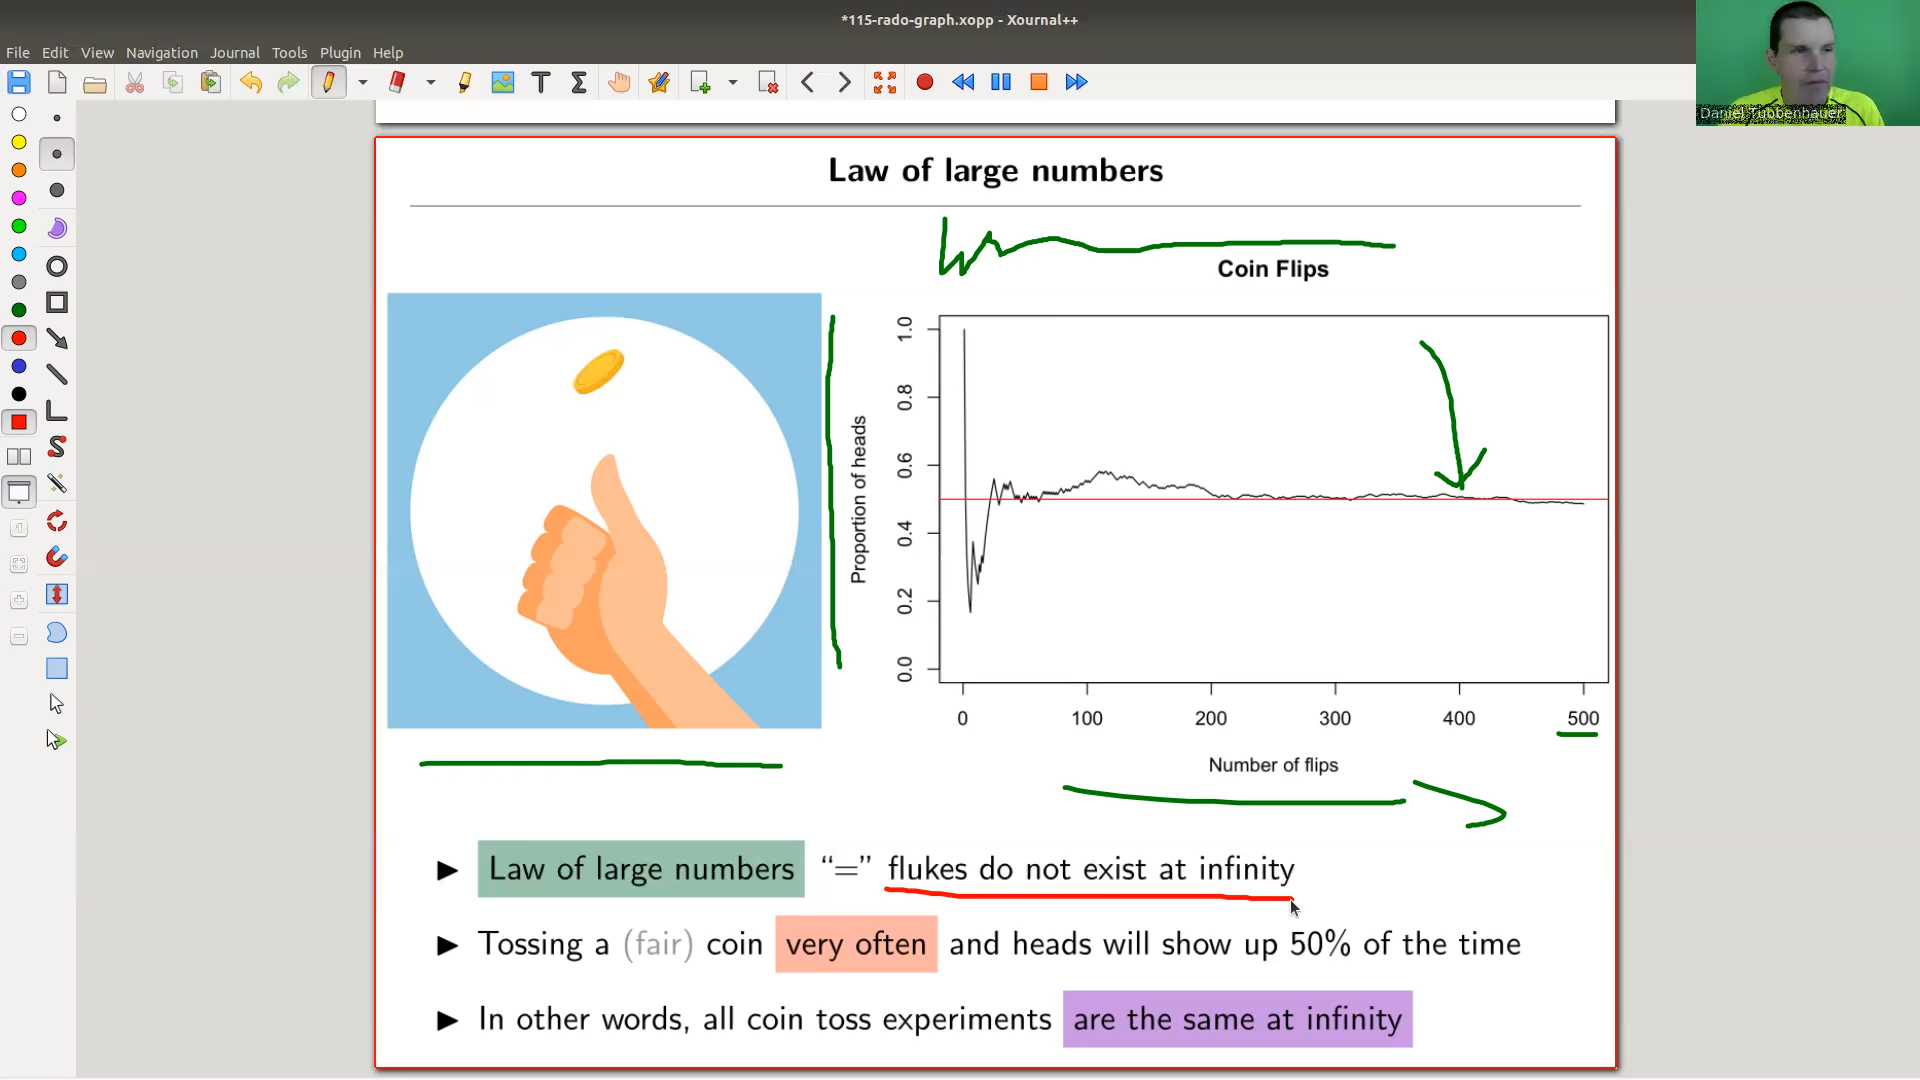 *115-rado-graph.xopp - Xournal++
File Edit View Navigation Journal Tools Plugin Help
Daniel Tubbenhauer
Law of large numbers
Coin Flips
Proportion of heads
1.0
0.8
0.6
0.4
0.2
0.0
0 100 200 300 400 500
Number of flips
► Law of large numbers “=” flukes do not exist at infinity
► Tossing a (fair) coin very often and heads will show up 50% of the time
► In other words, all coin toss experiments are the same at infinity